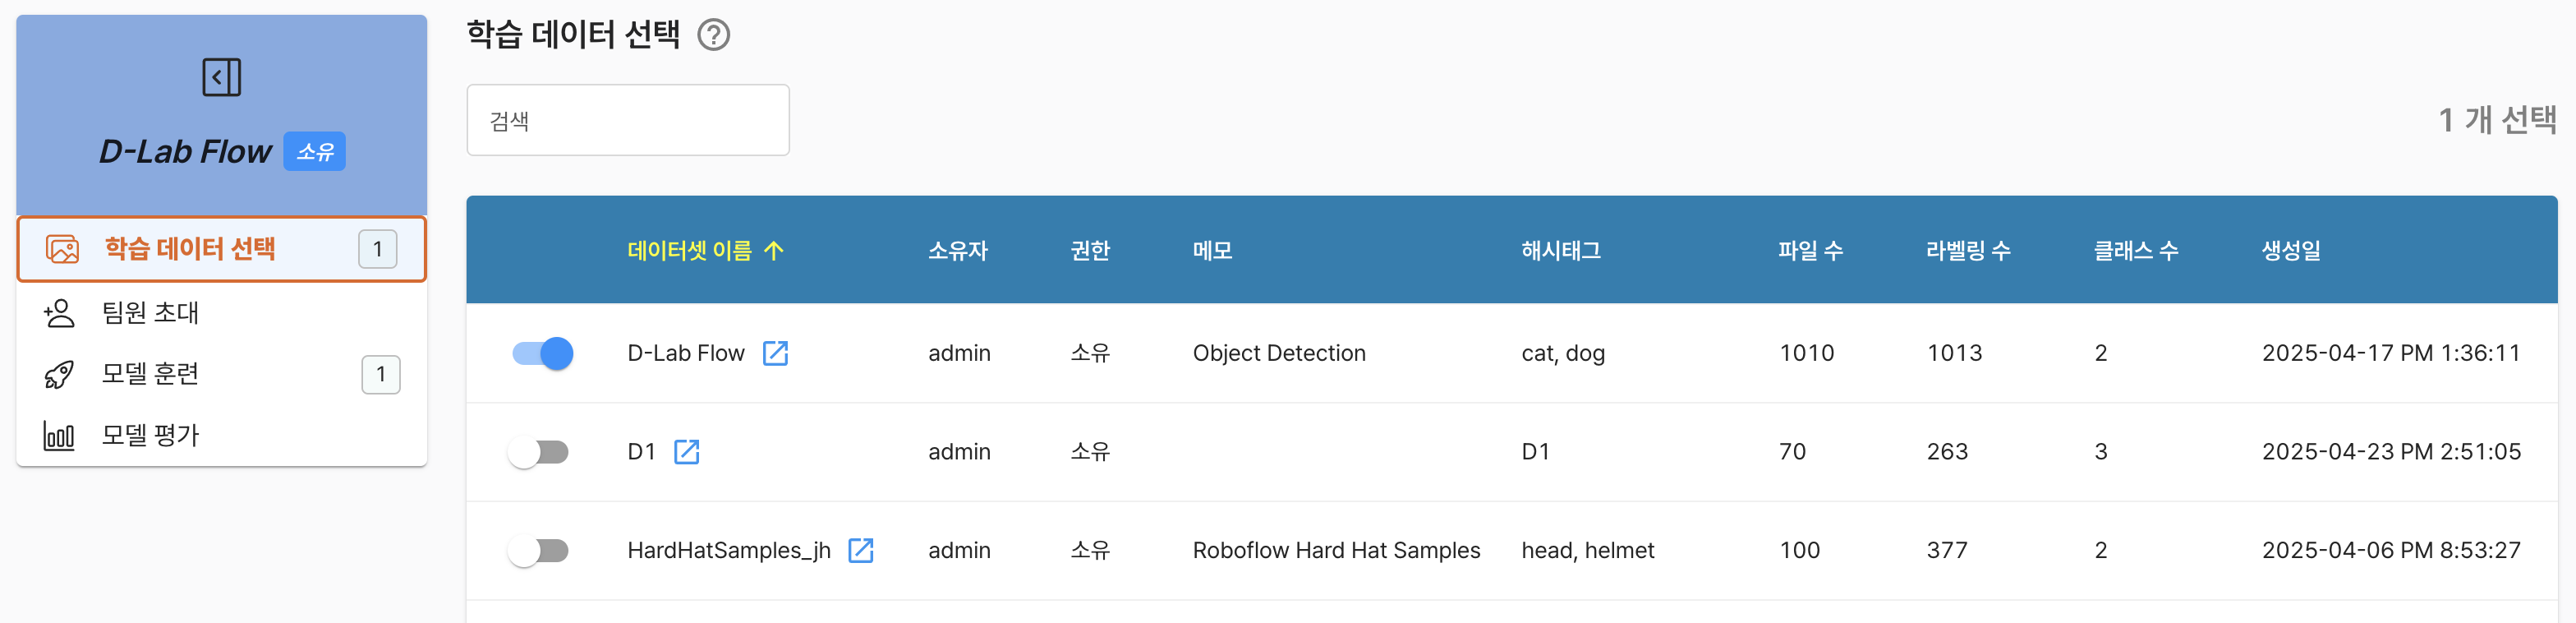 D-Lab Flow 소유
학습 데이터 선택 1
팀원 초대
모델 훈련 1
모델 평가
학습 데이터 선택 ?
검색
1 개 선택
데이터셋 이름 ↑ 소유자 권한 메모 해시태그 파일 수 라벨링 수 클래스 수 생성일
D-Lab Flow admin 소유 Object Detection cat, dog 1010 1013 2 2025-04-17 PM 1:36:11
D1 admin 소유 D1 70 263 3 2025-04-23 PM 2:51:05
HardHatSamples_jh admin 소유 Roboflow Hard Hat Samples head, helmet 100 377 2 2025-04-06 PM 8:53:27